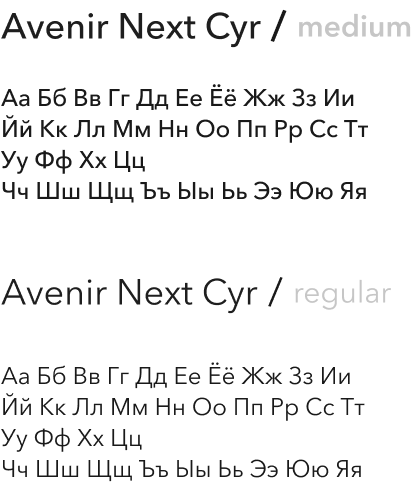 Avenir Next Cyr / medium
Аа Бб Вв Гг Дд Ее Ёё Жж Зз Ии
Йй Кк Лл Мм Нн Оо Пп Рр Сс Тт
Уу Фф Хх Цц
Чч Шш Щщ Ъъ Ыы Ьь Ээ Юю Яя
Avenir Next Cyr / regular
Аа Бб Вв Гг Дд Ее Ёё Жж Зз Ии
Йй Кк Лл Мм Нн Оо Пп Рр Сс Тт
Уу Фф Хх Цц
Чч Шш Щщ Ъъ Ыы Ьь Ээ Юю Яя